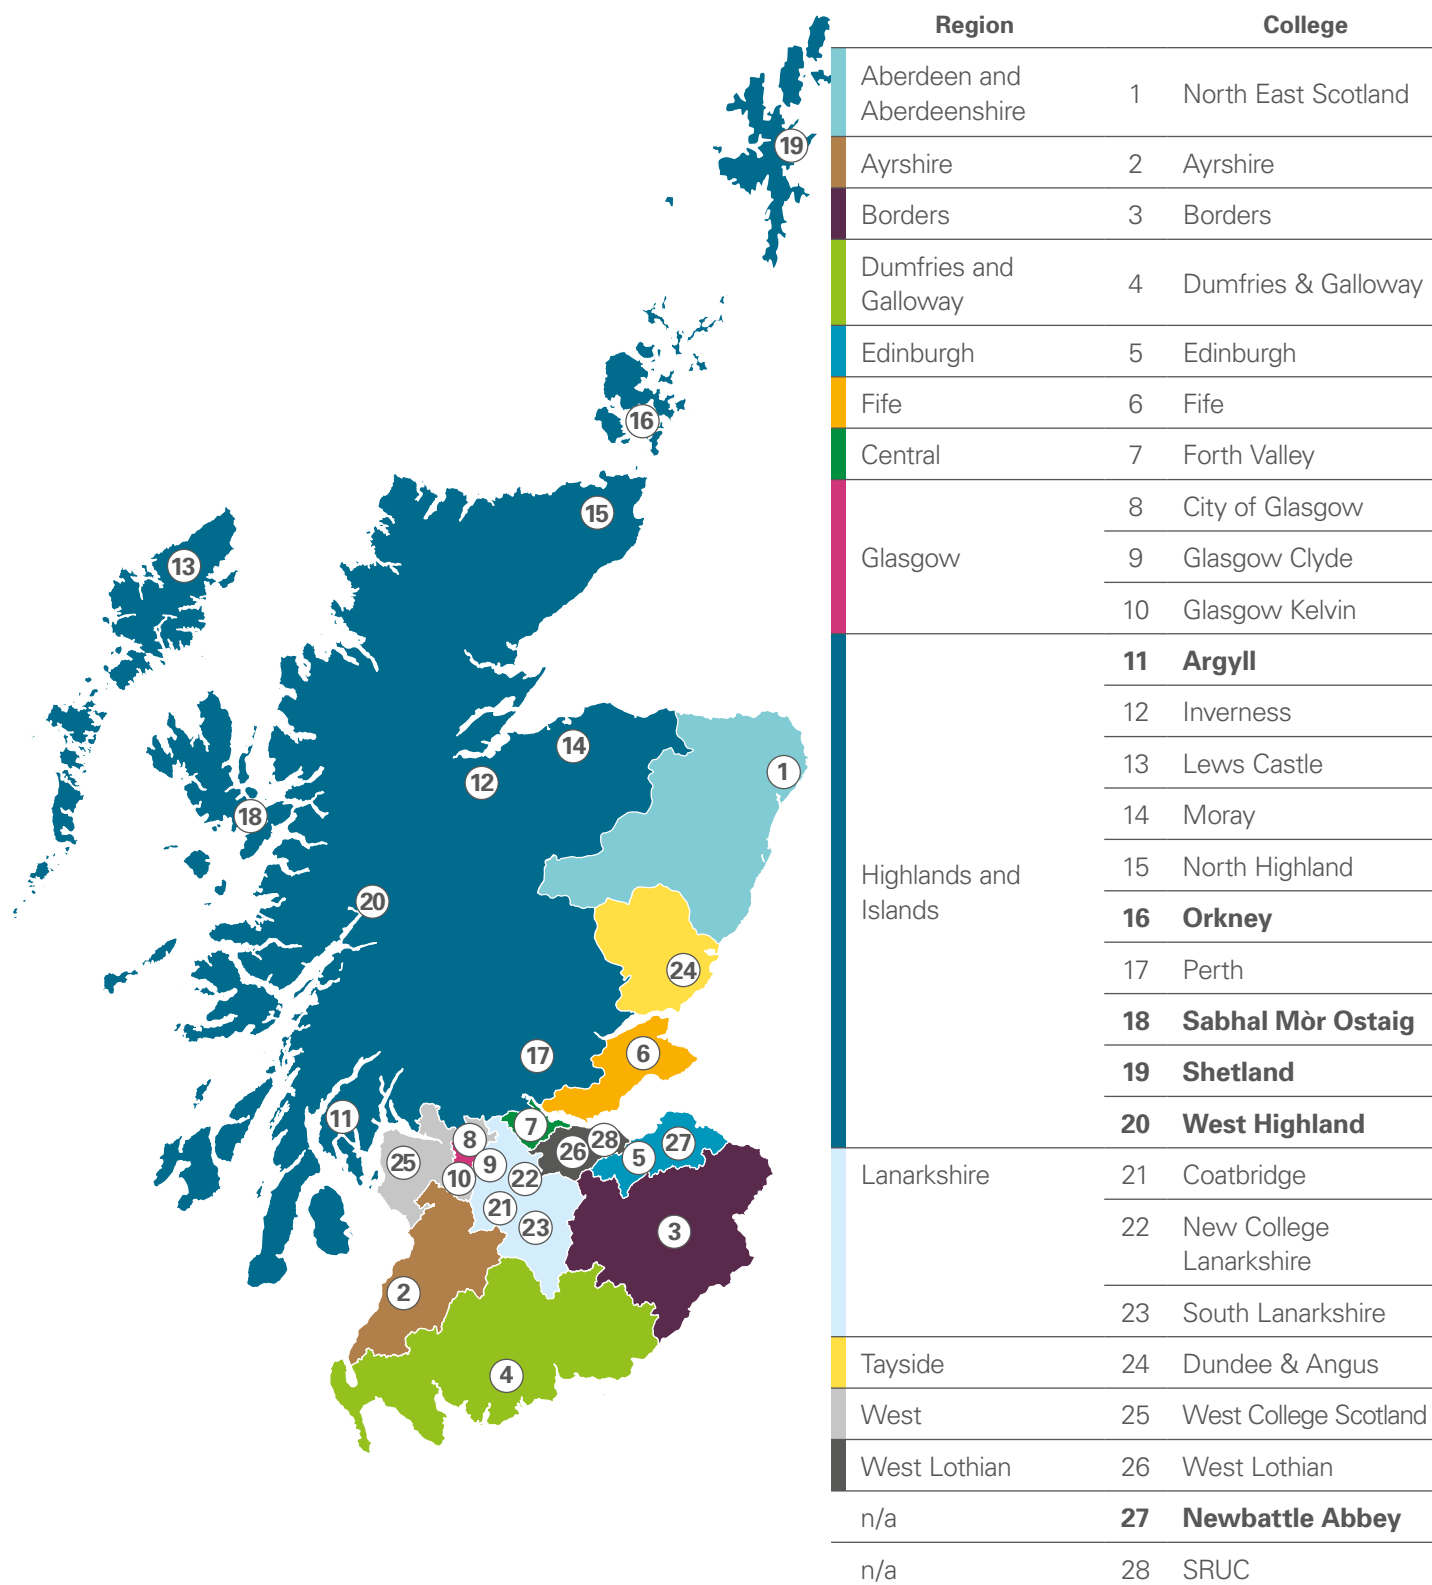 Region College
Aberdeen and
Aberdeenshire
1 North East Scotland
Ayrshire 2 Ayrshire
Borders 3 Borders
Dumfries and
Galloway
4 Dumfries & Galloway
Edinburgh 5 Edinburgh
Fife 6 Fife
Central 7 Forth Valley
Glasgow
8 City of Glasgow
9 Glasgow Clyde
10 Glasgow Kelvin
Highlands and
Islands
11 Argyll
12 Inverness
13 Lews Castle
14 Moray
15 North Highland
16 Orkney
17 Perth
18 Sabhal Mòr Ostaig
19 Shetland
20 West Highland
Lanarkshire 21 Coatbridge
22 New College
Lanarkshire
23 South Lanarkshire
Tayside 24 Dundee & Angus
West 25 West College Scotland
West Lothian 26 West Lothian
n/a 27 Newbattle Abbey
n/a 28 SRUC
19
16
15
13
14
1
12
18
20
24
6
17
11
7
8
28
27
26
5
25
9
10
22
21
23
3
2
4